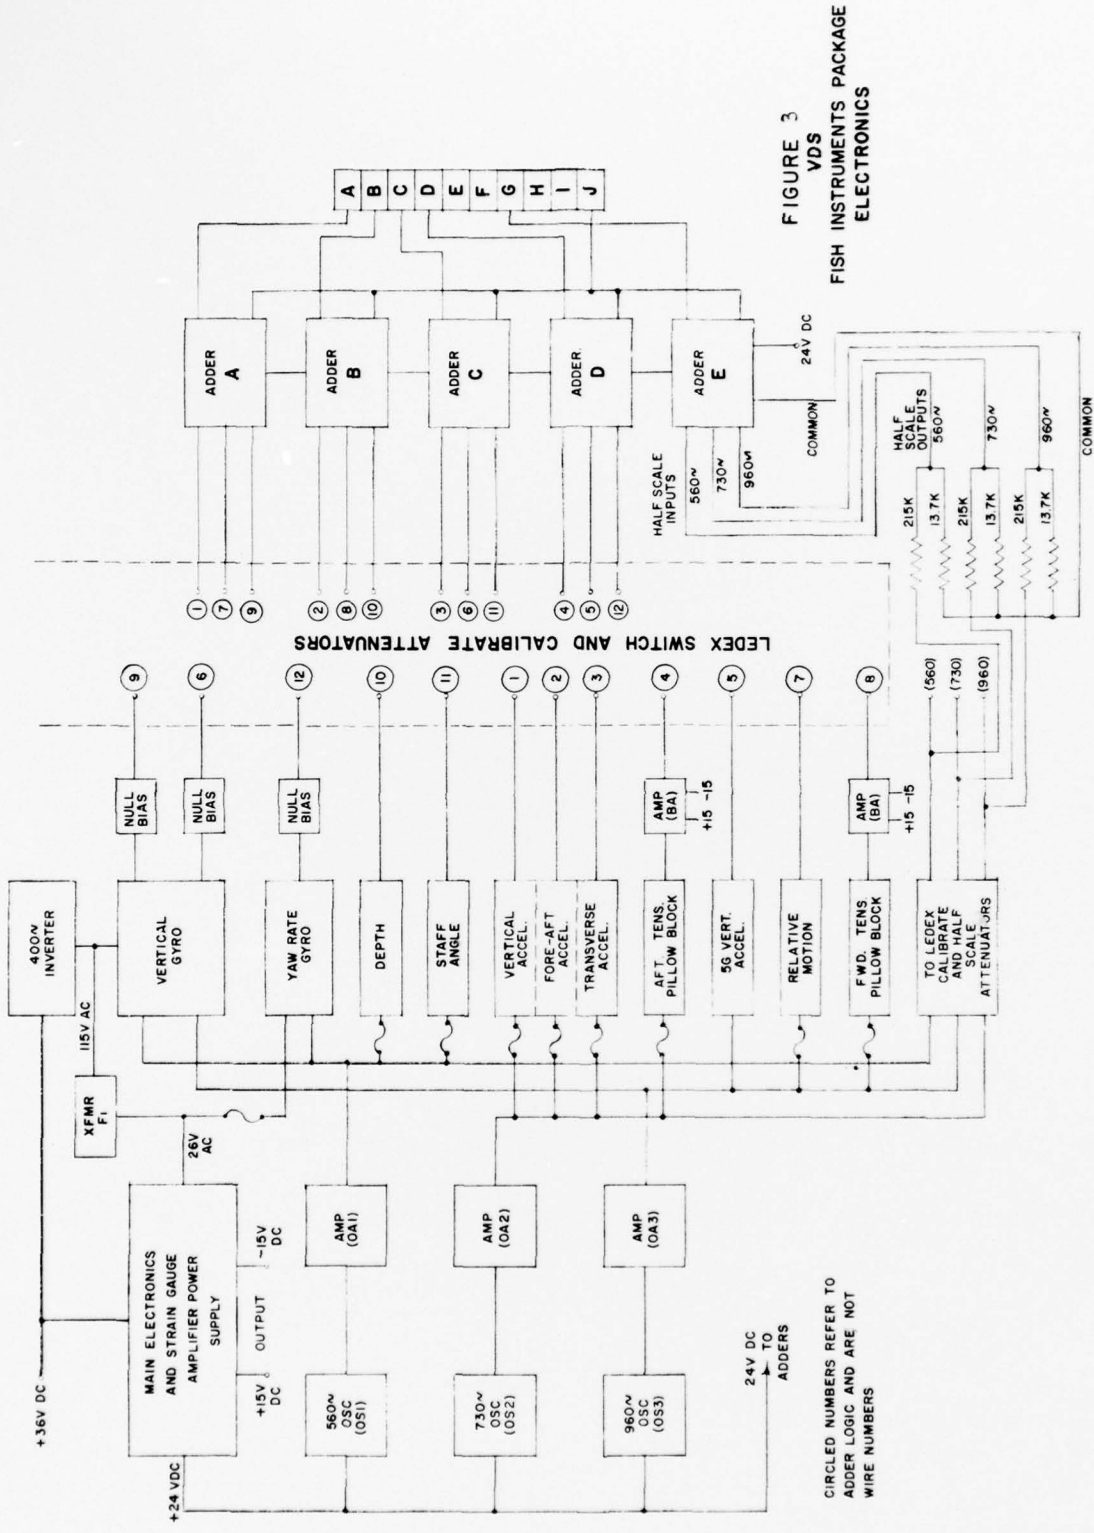 +36V DC
400~
INVERTER
115V AC
XFMR
F1
26V
AC
MAIN ELECTRONICS
AND STRAIN GAUGE
AMPLIFIER POWER
SUPPLY
+24 VDC
+15V
DC
OUTPUT
-15V
DC
560~
OSC
(OS1)
AMP
(OA1)
730~
OSC
(OS2)
AMP
(OA2)
960~
OSC
(OS3)
AMP
(OA3)
24V DC
TO
ADDERS
CIRCLED NUMBERS REFER TO
ADDER LOGIC AND ARE NOT
WIRE NUMBERS
VERTICAL
GYRO
NULL
BIAS
9
NULL
BIAS
6
YAW RATE
GYRO
NULL
BIAS
12
DEPTH
10
STAFF
ANGLE
11
VERTICAL
ACCEL.
1
FORE-AFT
ACCEL.
2
TRANSVERSE
ACCEL.
3
AFT. TENS.
PILLOW BLOCK
AMP
(BA)
+15 -15
4
5G VERT.
ACCEL.
5
RELATIVE
MOTION
7
FWD. TENS.
PILLOW BLOCK
AMP
(BA)
+15 -15
8
TO LEDEX
CALIBRATE
AND HALF
SCALE
ATTENUATORS
(560)
(730)
(960)
LEDEX SWITCH AND CALIBRATE ATTENUATORS
1
7
9
2
8
10
3
6
11
4
5
12
ADDER
A
ADDER
B
ADDER
C
ADDER.
D
ADDER
E
A
B
C
D
E
F
G
H
I
J
HALF SCALE
INPUTS
560~
730~
960~
24V DC
COMMON
HALF
SCALE
OUTPUTS
560~
730~
960~
215K
13.7K
215K
13.7K
215K
13.7K
COMMON
FIGURE 3
VDS
FISH INSTRUMENTS PACKAGE
ELECTRONICS